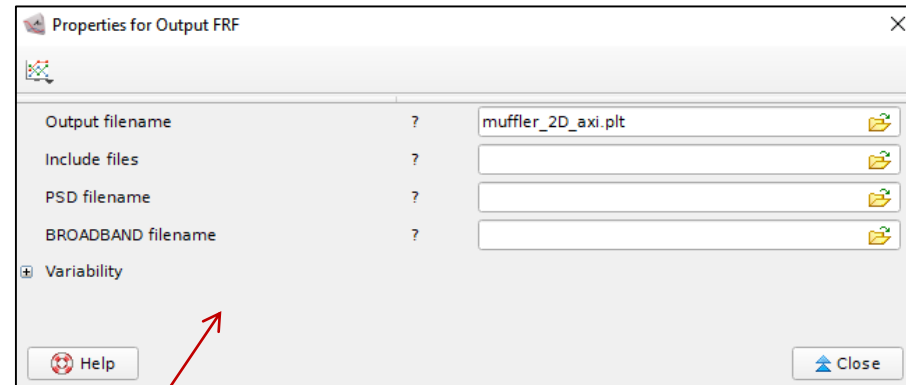 Properties for Output FRF
Output filename ? muffler_2D_axi.plt
Include files ?
PSD filename ?
BROADBAND filename ?
Variability
Help Close